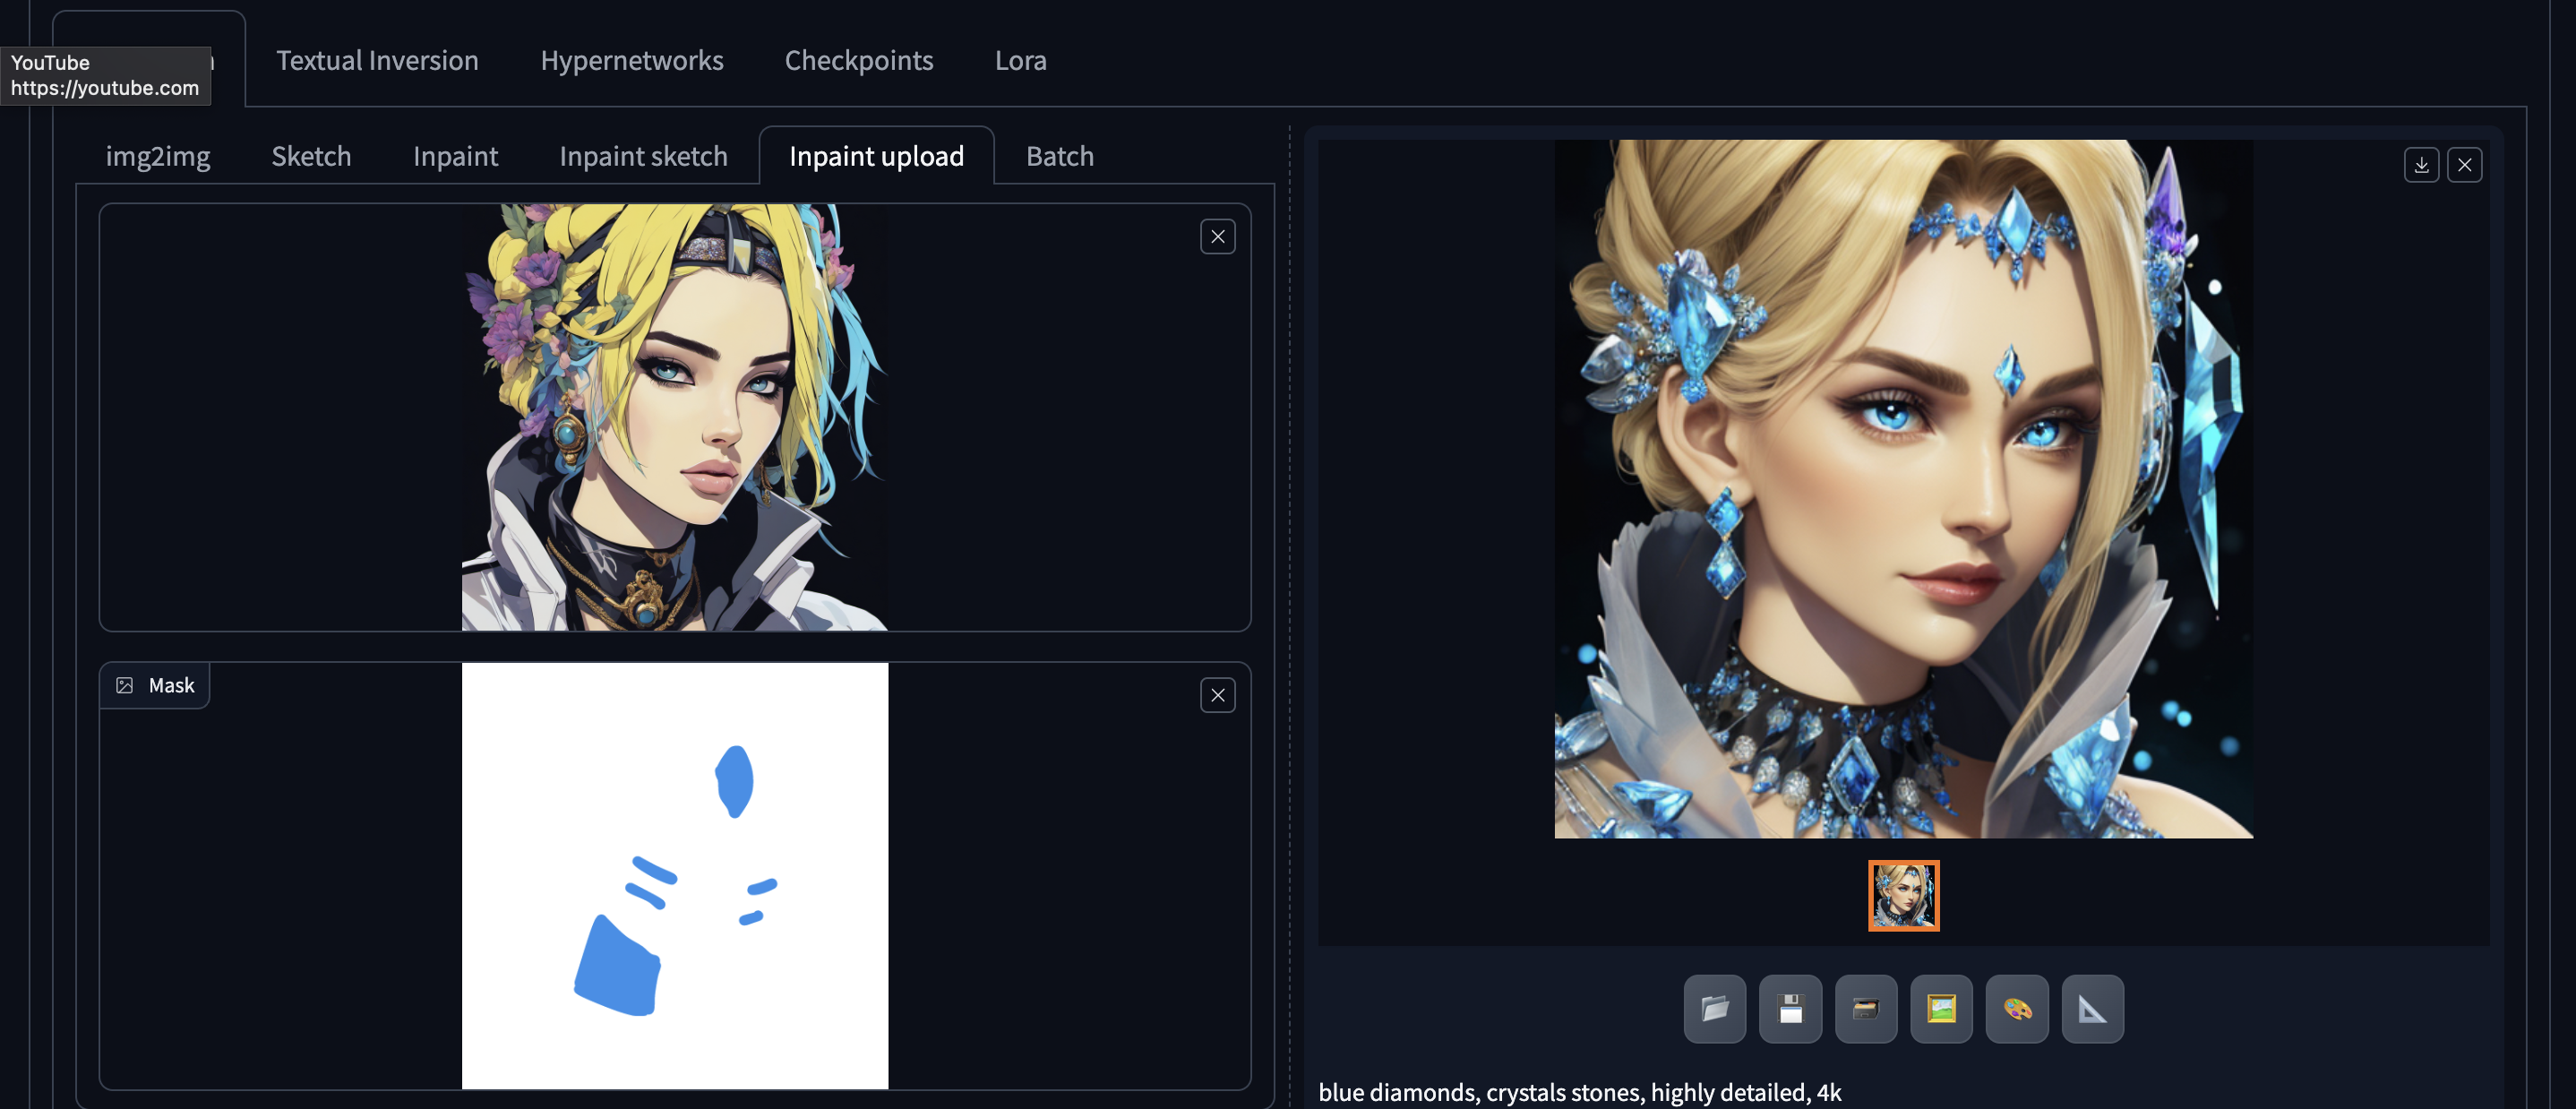 YouTube
https://youtube.com
Textual Inversion
Hypernetworks
Checkpoints
Lora
img2img
Sketch
Inpaint
Inpaint sketch
Inpaint upload
Batch
Mask
blue diamonds, crystals stones, highly detailed, 4k